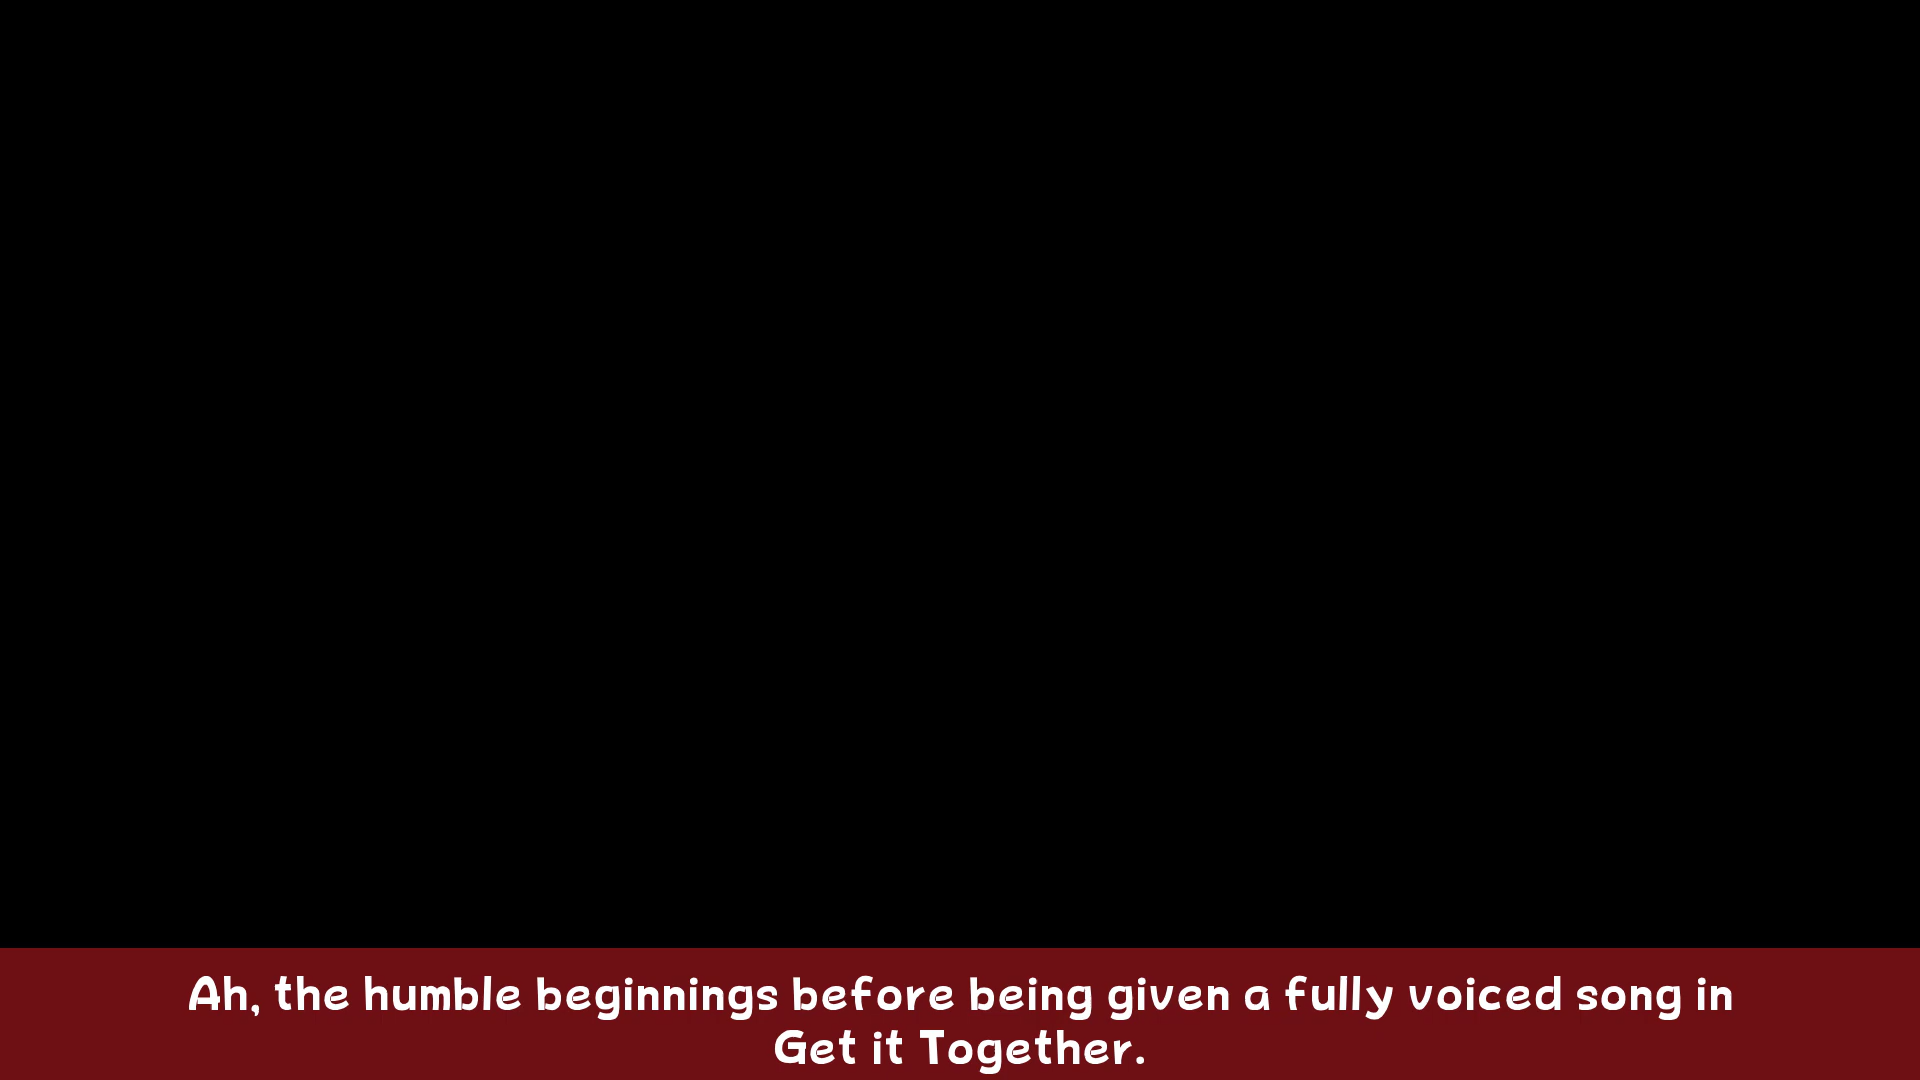 Ah, the humble beginnings before being given a fully voiced song in
Get it Together.